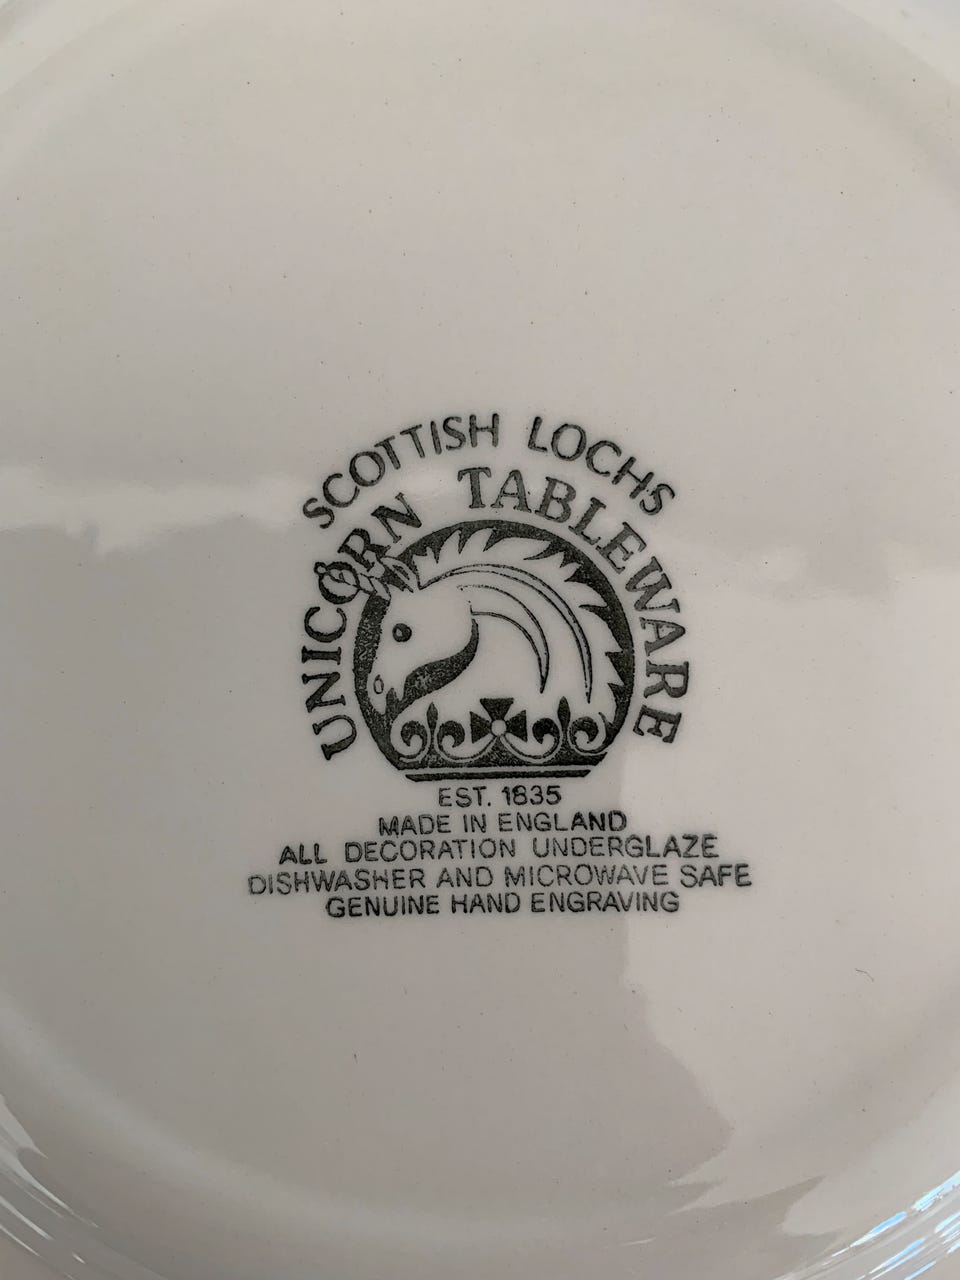 SCOTTISH LOCHS
UNICORN TABLEWARE
EST. 1835
MADE IN ENGLAND
ALL DECORATION UNDERGLAZE
DISHWASHER AND MICROWAVE SAFE
GENUINE HAND ENGRAVING